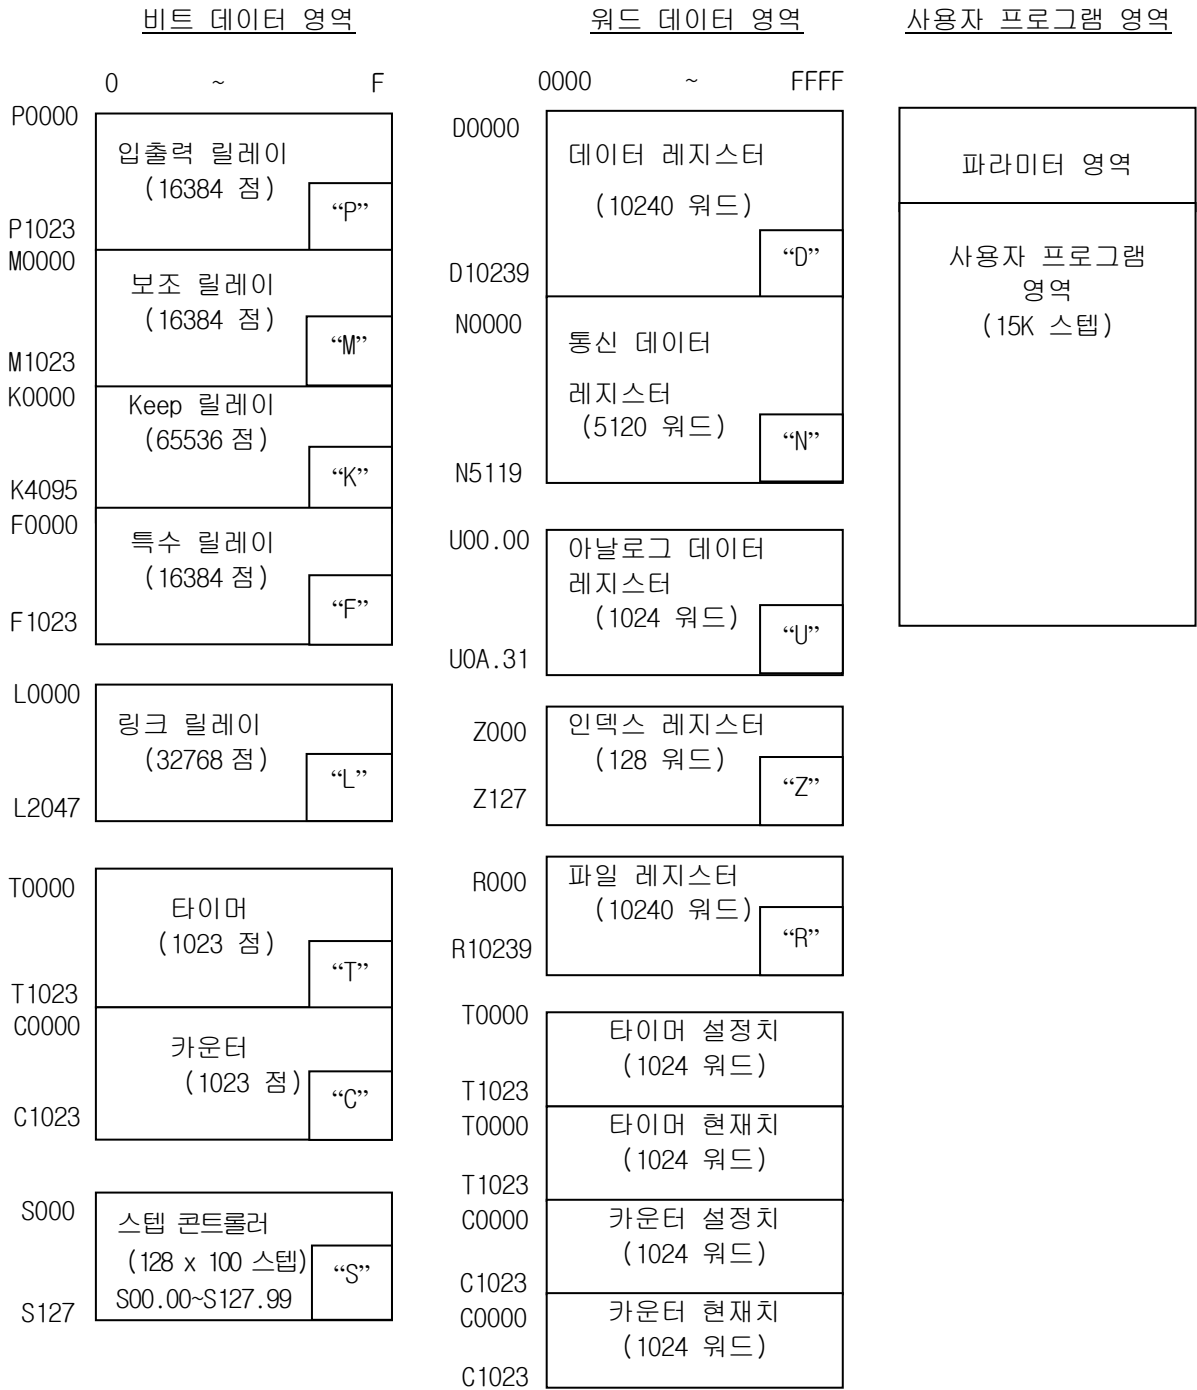 비트 데이터 영역
0 ~ F
P0000
입출력 릴레이
(16384 점)
“P”
P1023
M0000
보조 릴레이
(16384 점)
“M”
M1023
K0000
Keep 릴레이
(65536 점)
“K”
K4095
F0000
특수 릴레이
(16384 점)
“F”
F1023
L0000
링크 릴레이
(32768 점)
“L”
L2047
T0000
타이머
(1023 점)
“T”
T1023
C0000
카운터
(1023 점)
“C”
C1023
S000
스텝 콘트롤러
(128 x 100 스텝)
“S”
S00.00~S127.99
S127
워드 데이터 영역
0000 ~ FFFF
D0000
데이터 레지스터
(10240 워드)
“D”
D10239
N0000
통신 데이터
레지스터
(5120 워드)
“N”
N5119
U00.00
아날로그 데이터
레지스터
(1024 워드)
“U”
U0A.31
Z000
인덱스 레지스터
(128 워드)
“Z”
Z127
R000
파일 레지스터
(10240 워드)
“R”
R10239
T0000
타이머 설정치
(1024 워드)
T1023
T0000
타이머 현재치
(1024 워드)
T1023
C0000
카운터 설정치
(1024 워드)
C1023
C0000
카운터 현재치
(1024 워드)
C1023
사용자 프로그램 영역
파라미터 영역
사용자 프로그램
영역
(15K 스텝)